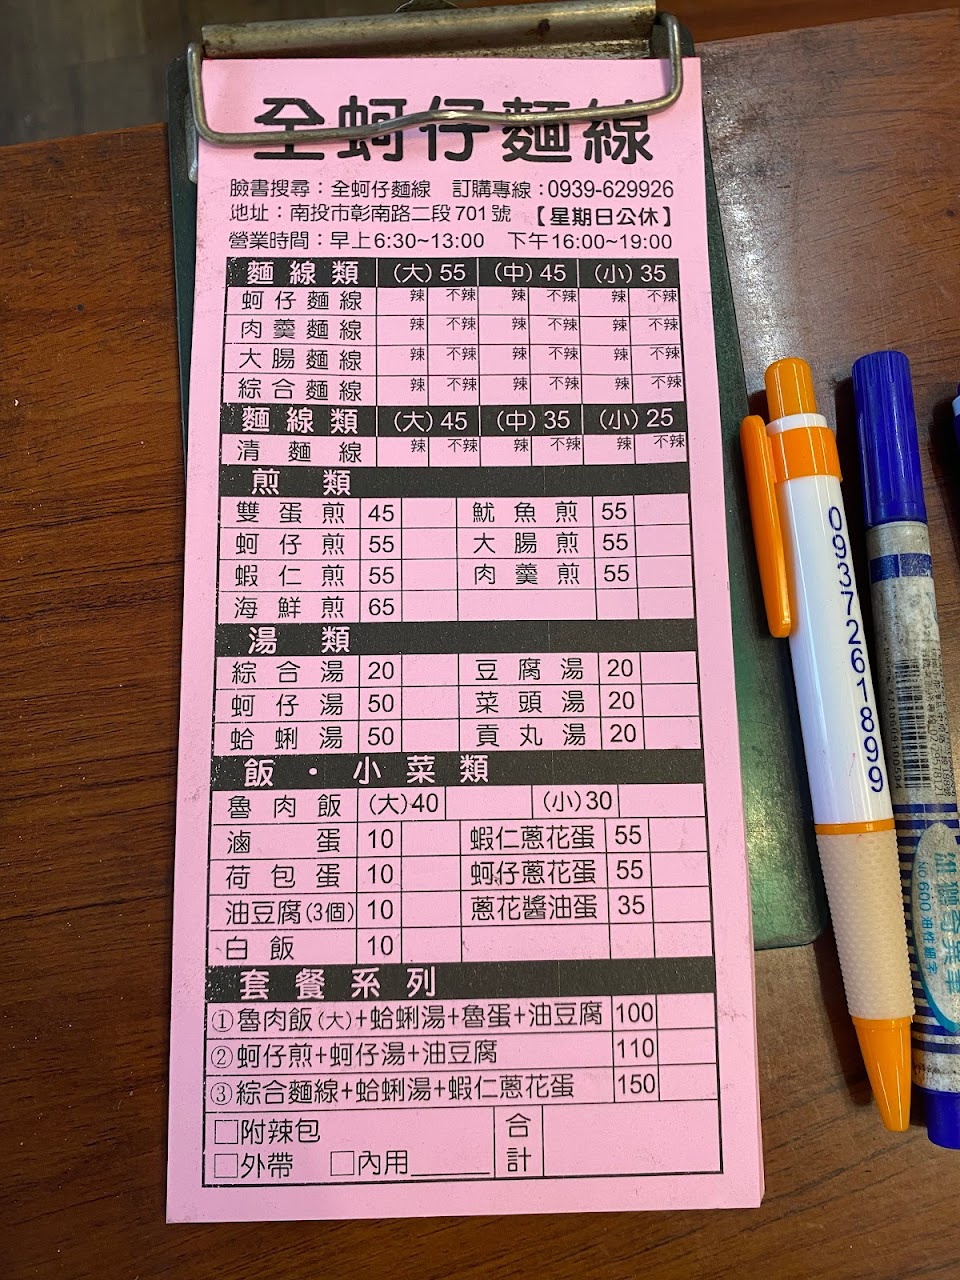 全蚵仔麵線
臉書搜尋：全蚵仔麵線 訂購專線：0939-629926
地址：南投市彰南路二段701號 【星期日公休】
營業時間：早上6:30~13:00 下午16:00~19:00
麵線類 （大）55 （中）45 （小）35
蚵仔麵線 辣 不辣 辣 不辣 辣 不辣
肉羹麵線 辣 不辣 辣 不辣 辣 不辣
大腸麵線 辣 不辣 辣 不辣 辣 不辣
綜合麵線 辣 不辣 辣 不辣 辣 不辣
麵線類 （大）45 （中）35 （小）25
清麵線 辣 不辣 辣 不辣 辣 不辣
煎類
雙蛋煎 45 魷魚煎 55
蚵仔煎 55 大腸煎 55
蝦仁煎 55 肉羹煎 55
海鮮煎 65
湯類
綜合湯 20 豆腐湯 20
蚵仔湯 50 菜頭湯 20
蛤蜊湯 50 貢丸湯 20
飯・小菜類
魯肉飯 （大）40 （小）30
滷蛋 10 蝦仁蔥花蛋 55
荷包蛋 10 蚵仔蔥花蛋 55
油豆腐（3個） 10 蔥花醬油蛋 35
白飯 10
套餐系列
①魯肉飯（大）+蛤蜊湯+魯蛋+油豆腐 100
②蚵仔煎+蚵仔湯+油豆腐 110
③綜合麵線+蛤蜊湯+蝦仁蔥花蛋 150
□附辣包 合計
□外帶 □內用______
0937261899
NO 600 油性